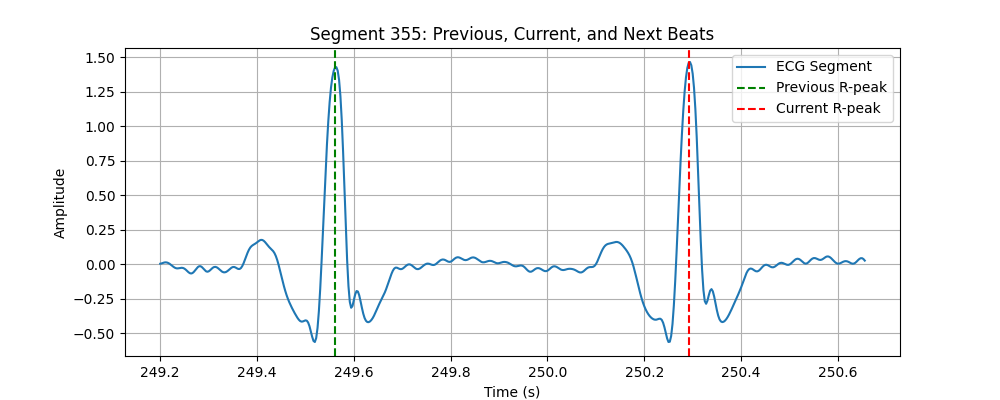 Segment 355: Previous, Current, and Next Beats
1.50
1.25
1.00
0.75
0.50
0.25
0.00
−0.25
−0.50
Amplitude
ECG Segment
Previous R-peak
Current R-peak
249.2 249.4 249.6 249.8 250.0 250.2 250.4 250.6
Time (s)